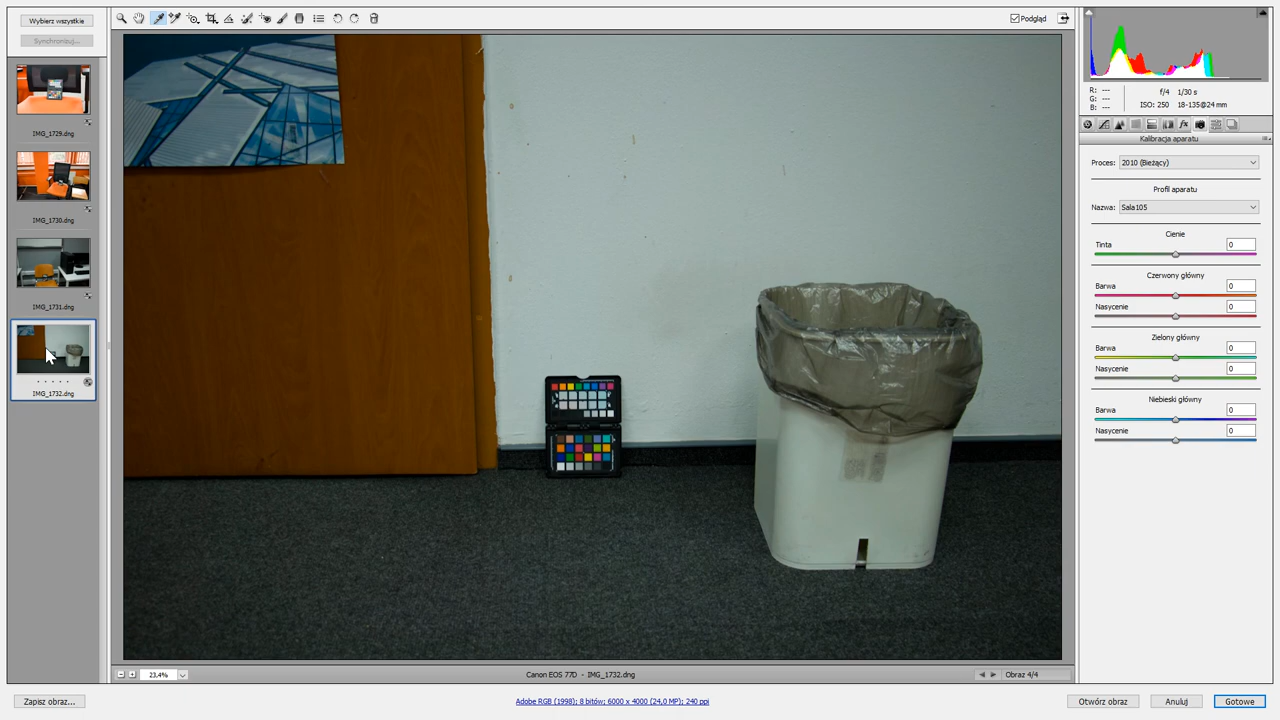 Wybierz wszystkie
Synchronizuj...
IMG_1729.dng
IMG_1730.dng
IMG_1731.dng
IMG_1732.dng
Podgląd
R: ---
G: ---
B: ---
f/4 1/30 s
ISO: 250 18-135@24 mm
Kalibracja aparatu
Proces: 2010 (Bieżący)
Profil aparatu
Nazwa: Sala105
Cienie
Tinta 0
Czerwony główny
Barwa 0
Nasycenie 0
Zielony główny
Barwa 0
Nasycenie 0
Niebieski główny
Barwa 0
Nasycenie 0
23,4%
Canon EOS 77D - IMG_1732.dng
Obraz 4/4
Zapisz obraz...
Adobe RGB (1998); 8 bitów; 6000 x 4000 (24,0 MP); 240 ppi
Otwórz obraz
Anuluj
Gotowe